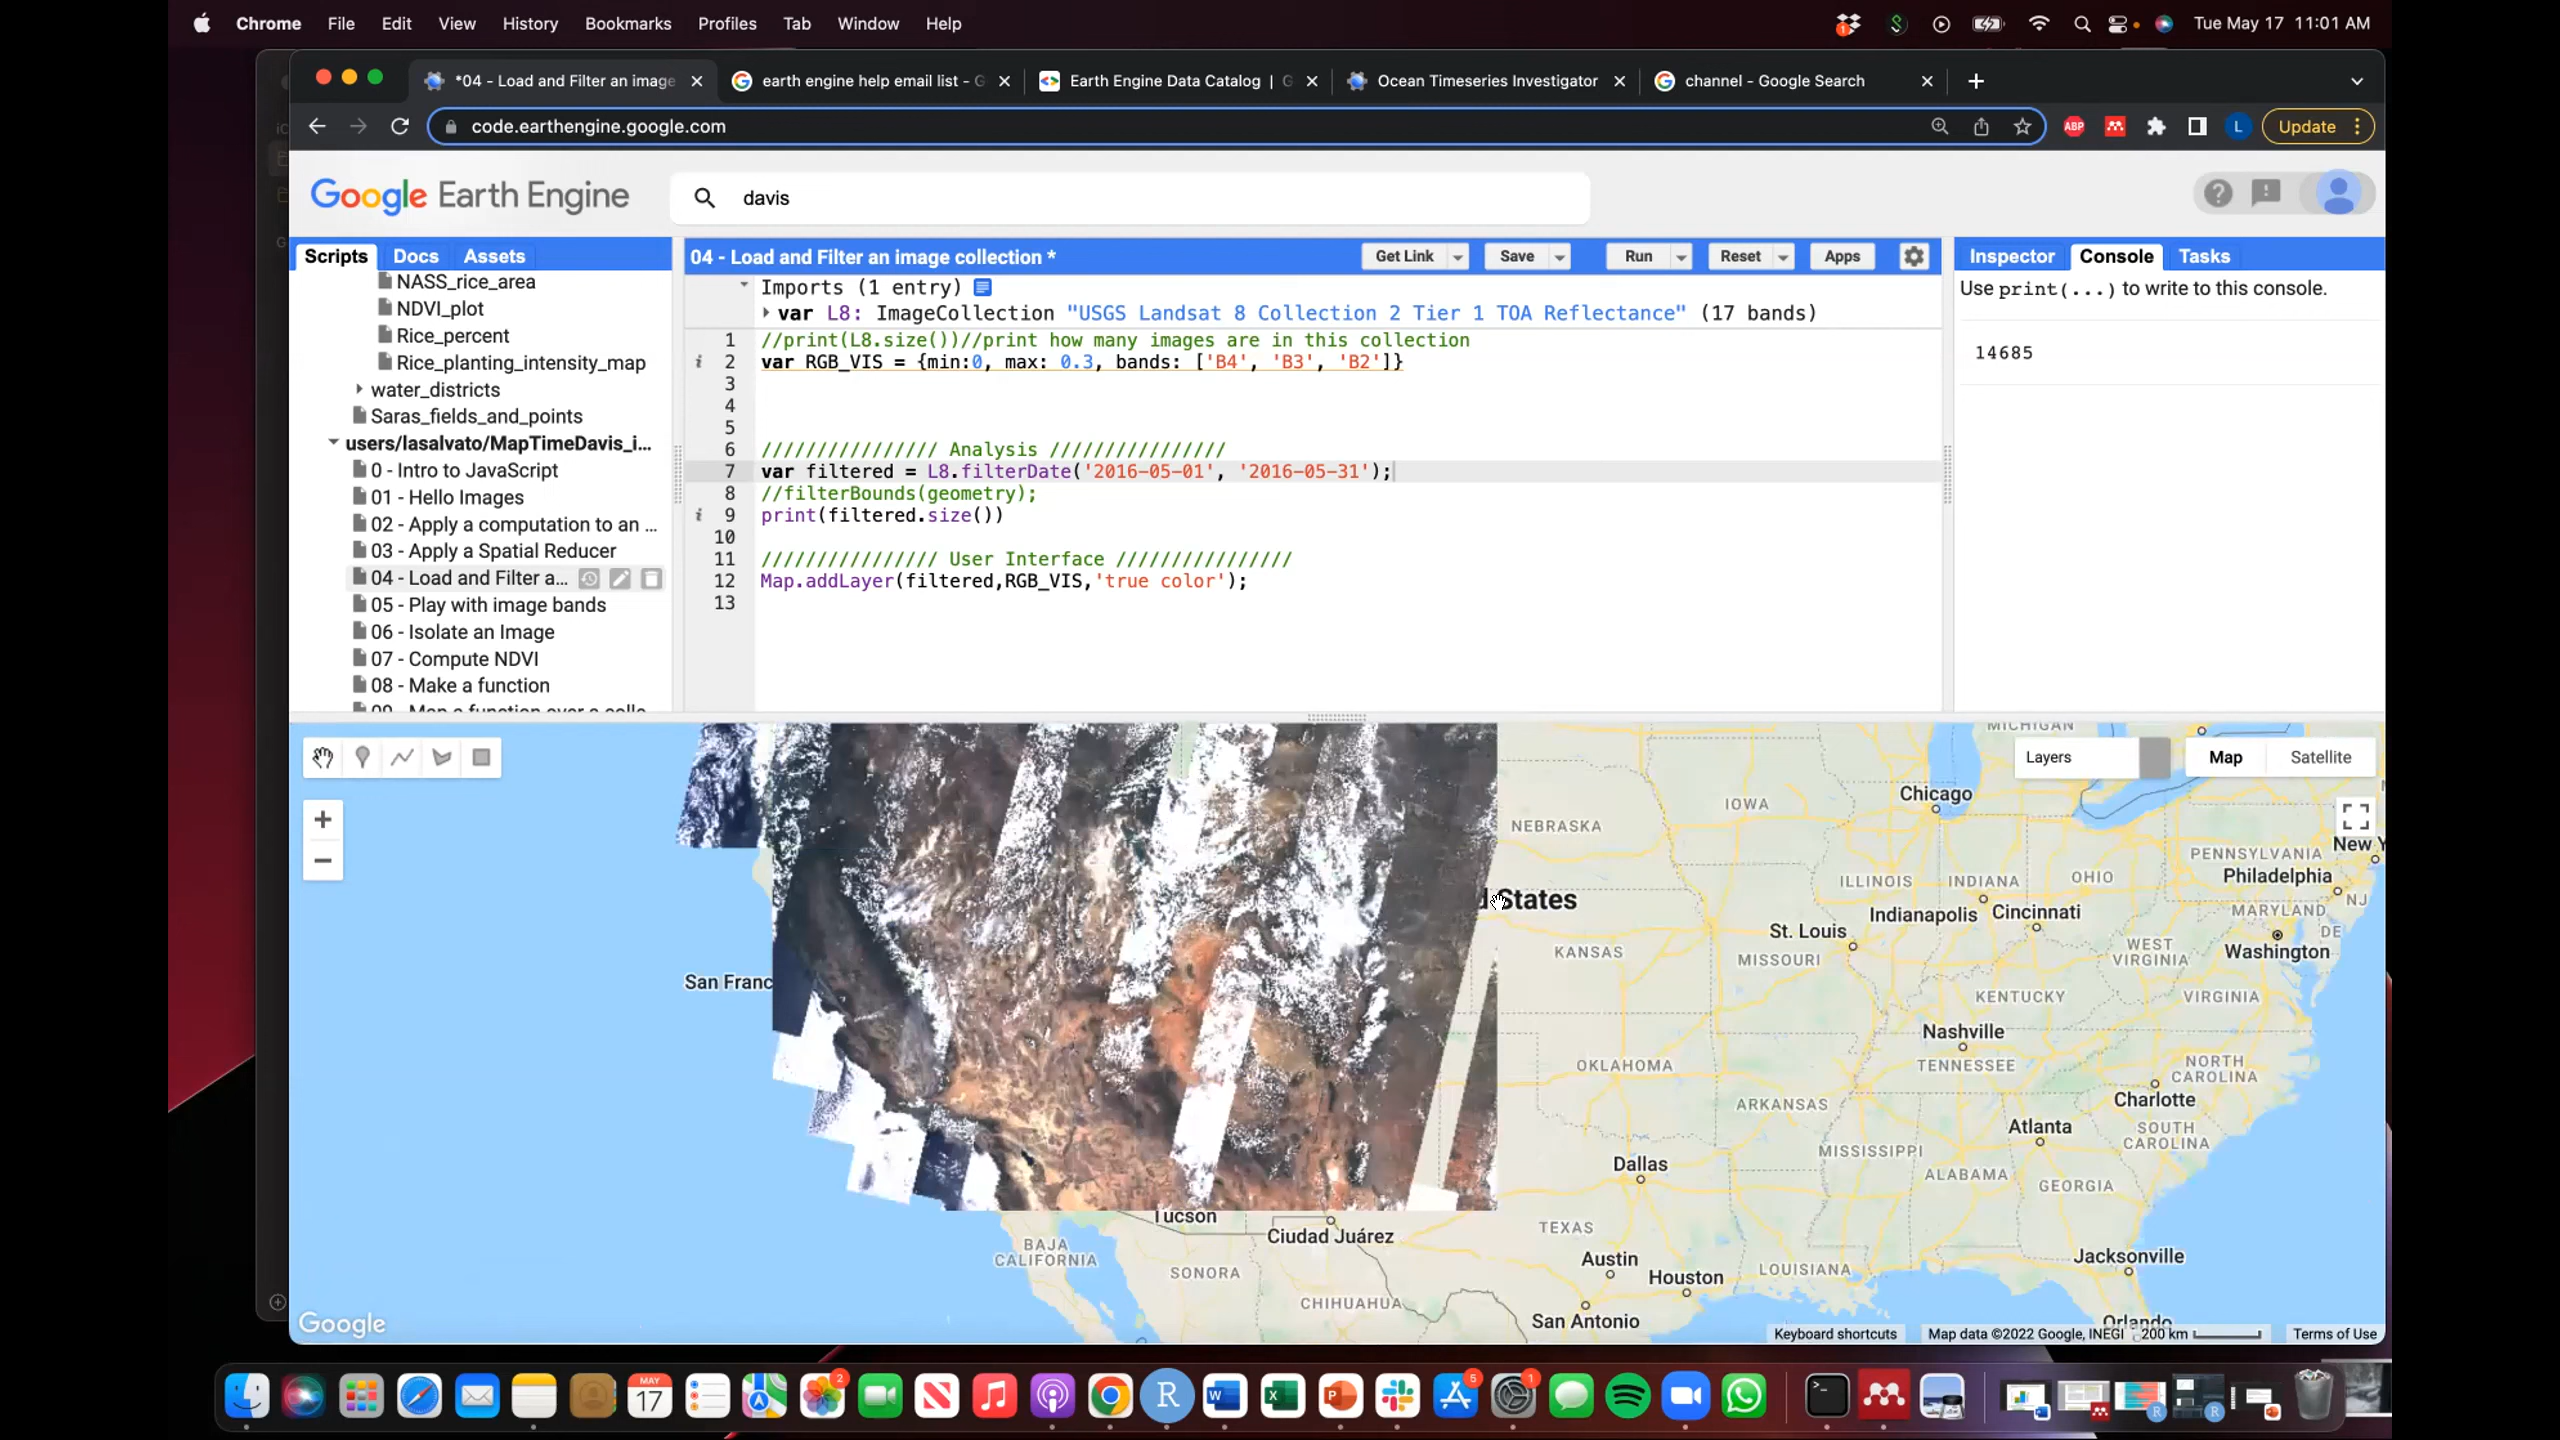 Chrome File Edit View History Bookmarks Profiles Tab Window Help
Tue May 17 11:01 AM
*04 - Load and Filter an image
earth engine help email list - G
Earth Engine Data Catalog | G
Ocean Timeseries Investigator
channel - Google Search
code.earthengine.google.com
ABP
L
Update
Google Earth Engine
davis
Scripts Docs Assets
NASS_rice_area
NDVI_plot
Rice_percent
Rice_planting_intensity_map
water_districts
Saras_fields_and_points
users/lasalvato/MapTimeDavis_i...
0 - Intro to JavaScript
01 - Hello Images
02 - Apply a computation to an ...
03 - Apply a Spatial Reducer
04 - Load and Filter a...
05 - Play with image bands
06 - Isolate an Image
07 - Compute NDVI
08 - Make a function
04 - Load and Filter an image collection *
Get Link Save Run Reset Apps
Imports (1 entry)
var L8: ImageCollection "USGS Landsat 8 Collection 2 Tier 1 TOA Reflectance" (17 bands)
1 //print(L8.size())//print how many images are in this collection
i 2 var RGB_VIS = {min:0, max: 0.3, bands: ['B4', 'B3', 'B2']}
3
4
5
6 //////////////// Analysis ////////////////
7 var filtered = L8.filterDate('2016-05-01', '2016-05-31');
8 //filterBounds(geometry);
i 9 print(filtered.size())
10
11 //////////////// User Interface ////////////////
12 Map.addLayer(filtered,RGB_VIS,'true color');
13
Inspector Console Tasks
Use print(...) to write to this console.
14685
Layers
Map Satellite
MICHIGAN
Chicago
IOWA
NEBRASKA
PENNSYLVANIA
New Y
Philadelphia
ILLINOIS
INDIANA
OHIO
States
MARYLAND
NJ
Indianapolis
Cincinnati
DE
St. Louis
KANSAS
MISSOURI
WEST
VIRGINIA
Washington
San Franc
KENTUCKY
VIRGINIA
Nashville
OKLAHOMA
TENNESSEE
NORTH
CAROLINA
ARKANSAS
Charlotte
Atlanta
SOUTH
CAROLINA
MISSISSIPPI
Dallas
ALABAMA
GEORGIA
Tucson
Ciudad Juárez
TEXAS
BAJA
CALIFORNIA
Austin
Jacksonville
SONORA
Houston
LOUISIANA
CHIHUAHUA
San Antonio
Orlando
Google
Keyboard shortcuts
Map data ©2022 Google, INEGI
200 km
Terms of Use
MAY
17
2
R
W
X
P
5
1